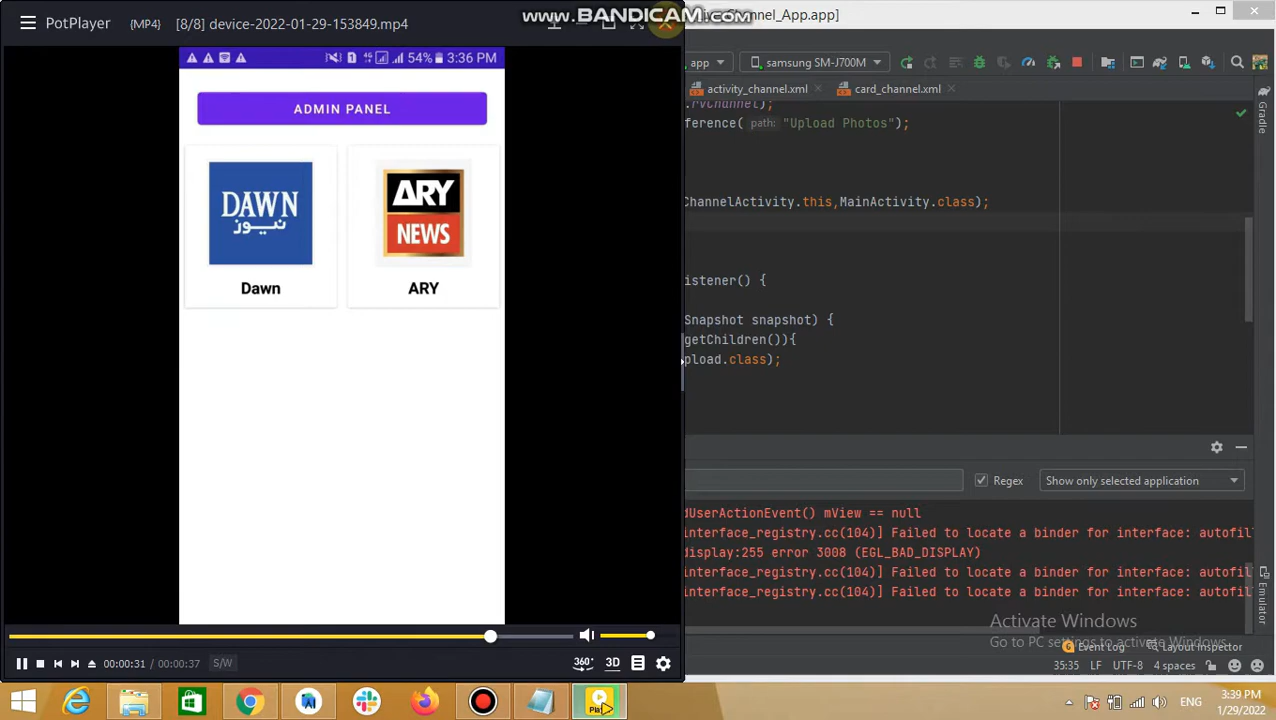 PotPlayer
[MP4]
[8/8] device-2022-01-29-153849.mp4
www.BANDICAM.com
_Channel_App.app]
54%
3:36 PM
ADMIN PANEL
DAWN
نیوز
Dawn
ARY
NEWS
ARY
app
samsung SM-J700M
activity_channel.xml
card_channel.xml
.rvChannel);
ference( path: "Upload Photos");
ChannelActivity.this,MainActivity.class);
istener() {
Snapshot snapshot) {
getChildren()){
pload.class);
Gradle
Regex
Show only selected application
dUserActionEvent() mView == null
interface_registry.cc(104)] Failed to locate a binder for interface: autofil
display:255 error 3008 (EGL_BAD_DISPLAY)
interface_registry.cc(104)] Failed to locate a binder for interface: autofil
interface_registry.cc(104)] Failed to locate a binder for interface: autofil
Emulator
Activate Windows
Go to PC settings to activate Windows.
Event Log
Layout Inspector
35:35
LF
UTF-8
4 spaces
00:00:31 / 00:00:37
S/W
360°
3D
ENG
3:39 PM
1/29/2022